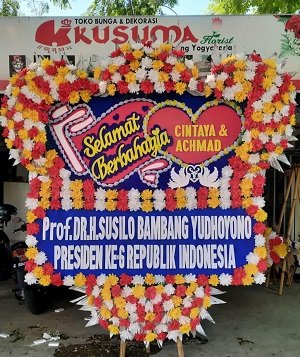 TOKO BUNGA & DEKORASI
KUSUMA
Florist
Yogyakarta
Selamat
Berbahagia
CINTAYA &
ACHMAD
Prof.DR.H.SUSILO BAMBANG YUDHOYONO
PRESIDEN KE-6 REPUBLIK INDONESIA